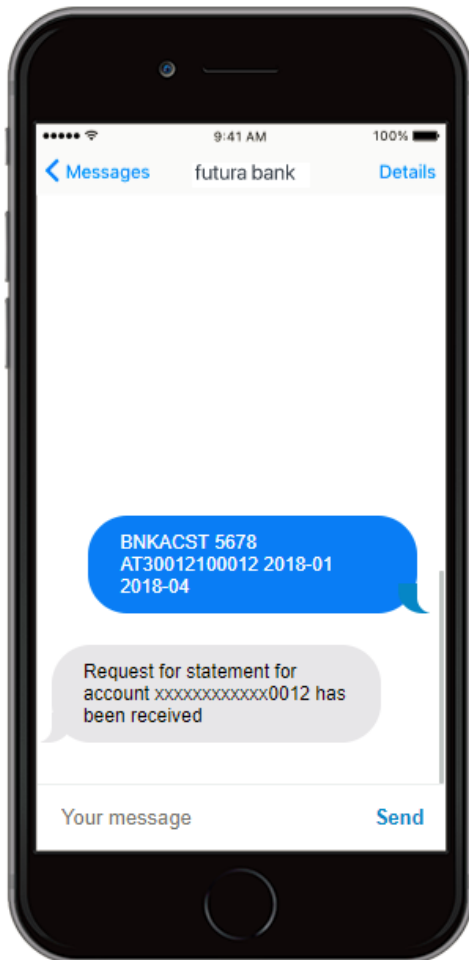 9:41 AM 100%
Messages futura bank Details
BNKACST 5678
AT30012100012 2018-01
2018-04
Request for statement for
account xxxxxxxxxxxx0012 has
been received
Your message Send